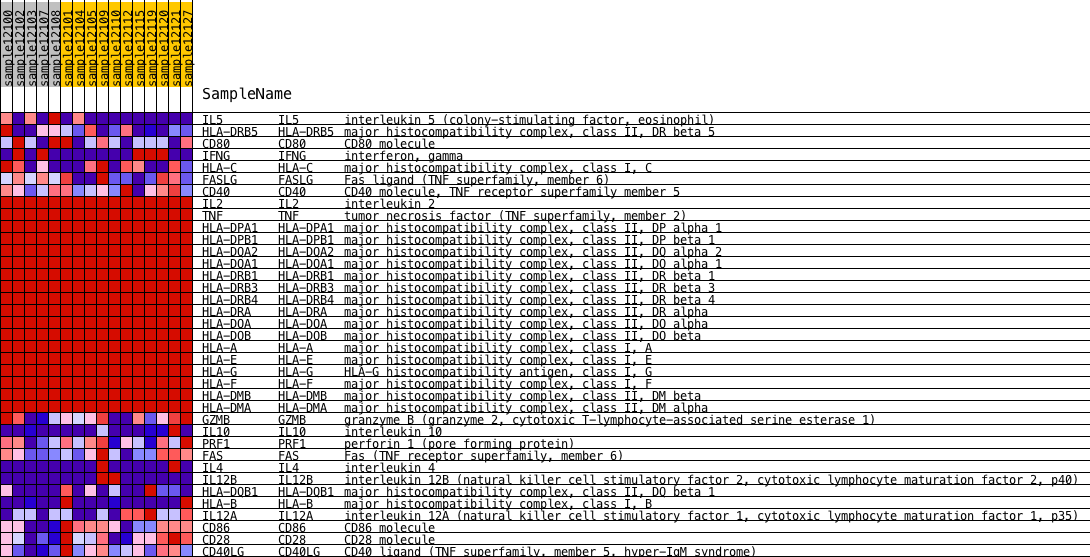 sample12100
sample12102
sample12103
sample12107
sample12108
sample12101
sample12104
sample12105
sample12109
sample12110
sample12112
sample12115
sample12119
sample12120
sample12121
sample12127
SampleName
IL5 IL5 interleukin 5 (colony-stimulating factor, eosinophil)
HLA-DRB5 HLA-DRB5 major histocompatibility complex, class II, DR beta 5
CD80 CD80 CD80 molecule
IFNG IFNG interferon, gamma
HLA-C HLA-C major histocompatibility complex, class I, C
FASLG FASLG Fas ligand (TNF superfamily, member 6)
CD40 CD40 CD40 molecule, TNF receptor superfamily member 5
IL2 IL2 interleukin 2
TNF TNF tumor necrosis factor (TNF superfamily, member 2)
HLA-DPA1 HLA-DPA1 major histocompatibility complex, class II, DP alpha 1
HLA-DPB1 HLA-DPB1 major histocompatibility complex, class II, DP beta 1
HLA-DQA2 HLA-DQA2 major histocompatibility complex, class II, DQ alpha 2
HLA-DQA1 HLA-DQA1 major histocompatibility complex, class II, DQ alpha 1
HLA-DRB1 HLA-DRB1 major histocompatibility complex, class II, DR beta 1
HLA-DRB3 HLA-DRB3 major histocompatibility complex, class II, DR beta 3
HLA-DRB4 HLA-DRB4 major histocompatibility complex, class II, DR beta 4
HLA-DRA HLA-DRA major histocompatibility complex, class II, DR alpha
HLA-DOA HLA-DOA major histocompatibility complex, class II, DO alpha
HLA-DOB HLA-DOB major histocompatibility complex, class II, DO beta
HLA-A HLA-A major histocompatibility complex, class I, A
HLA-E HLA-E major histocompatibility complex, class I, E
HLA-G HLA-G HLA-G histocompatibility antigen, class I, G
HLA-F HLA-F major histocompatibility complex, class I, F
HLA-DMB HLA-DMB major histocompatibility complex, class II, DM beta
HLA-DMA HLA-DMA major histocompatibility complex, class II, DM alpha
GZMB GZMB granzyme B (granzyme 2, cytotoxic T-lymphocyte-associated serine esterase 1)
IL10 IL10 interleukin 10
PRF1 PRF1 perforin 1 (pore forming protein)
FAS FAS Fas (TNF receptor superfamily, member 6)
IL4 IL4 interleukin 4
IL12B IL12B interleukin 12B (natural killer cell stimulatory factor 2, cytotoxic lymphocyte maturation factor 2, p40)
HLA-DQB1 HLA-DQB1 major histocompatibility complex, class II, DQ beta 1
HLA-B HLA-B major histocompatibility complex, class I, B
IL12A IL12A interleukin 12A (natural killer cell stimulatory factor 1, cytotoxic lymphocyte maturation factor 1, p35)
CD86 CD86 CD86 molecule
CD28 CD28 CD28 molecule
CD40LG CD40LG CD40 ligand (TNF superfamily, member 5, hyper-IgM syndrome)